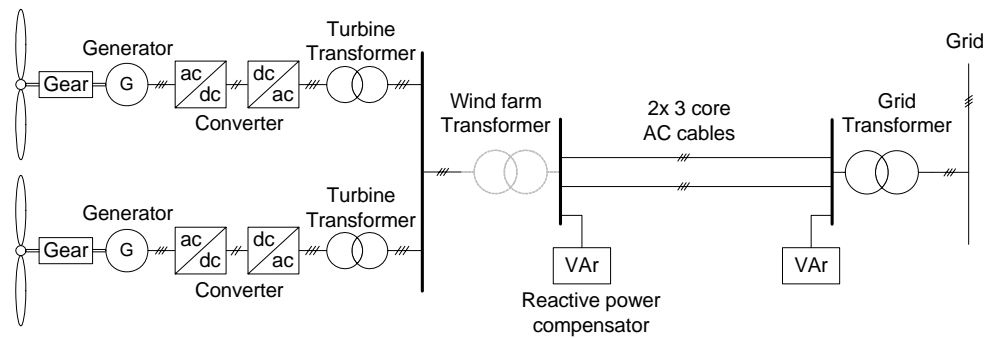 Turbine
Transformer
Generator
Gear
G
ac
dc
dc
ac
Converter
Turbine
Transformer
Generator
Gear
G
ac
dc
dc
ac
Converter
Wind farm
Transformer
2x 3 core
AC cables
VAr
Reactive power
compensator
VAr
Grid
Transformer
Grid